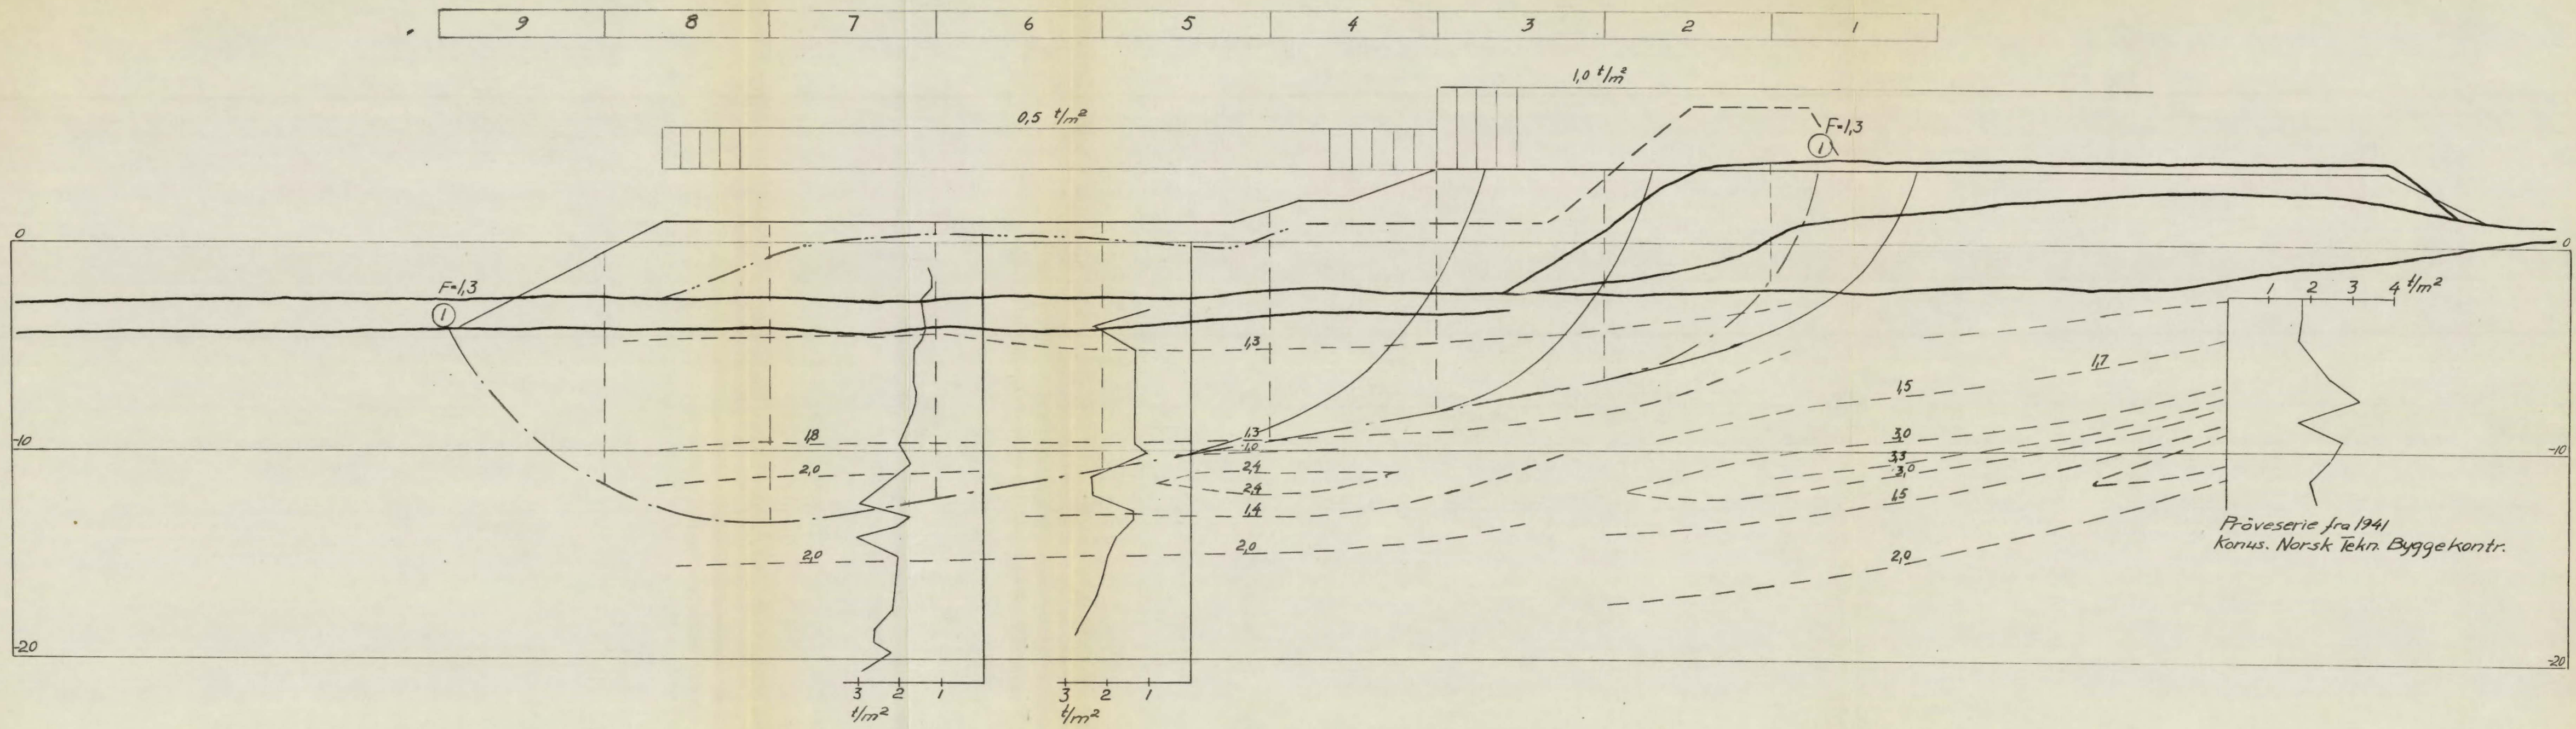 9 8 7 6 5 4 3 2 1
1,0 t/m²
0,5 t/m²
F=1,3
1
0
0
F=1,3
1
1 2 3 4 t/m²
1,3
1,7
1,5
1,8
1,3
1,0
3,0
-10
-10
2,0
2,4
3,3
3,0
2,4
1,5
1,4
Pröveserie fra 1941
Konus. Norsk Tekn. Byggekontr.
2,0
2,0
2,0
-20
-20
3 2 1
t/m²
3 2 1
t/m²